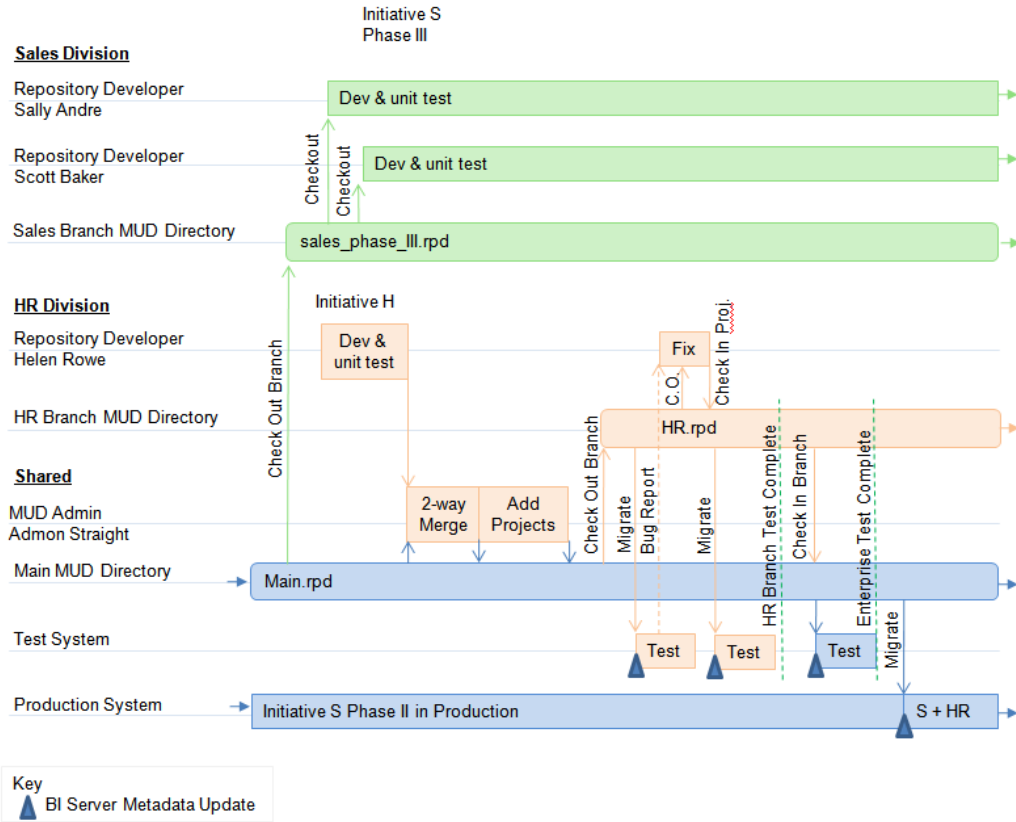 Initiative S
Phase III
Sales Division
Repository Developer
Sally Andre
Dev & unit test
Checkout
Repository Developer
Scott Baker
Dev & unit test
Checkout
Sales Branch MUD Directory
sales_phase_III.rpd
HR Division
Initiative H
Repository Developer
Helen Rowe
Dev &
unit test
Fix
Check In Proj.
C.O.
Check Out Branch
HR Branch MUD Directory
HR.rpd
Shared
MUD Admin
Admon Straight
2-way
Merge
Add
Projects
Check Out Branch
Migrate
Bug Report
Migrate
HR Branch Test Complete
Check In Branch
Enterprise Test Complete
Main MUD Directory
Main.rpd
Test System
Test
Test
Test
Migrate
Production System
Initiative S Phase II in Production
S + HR
Key
BI Server Metadata Update